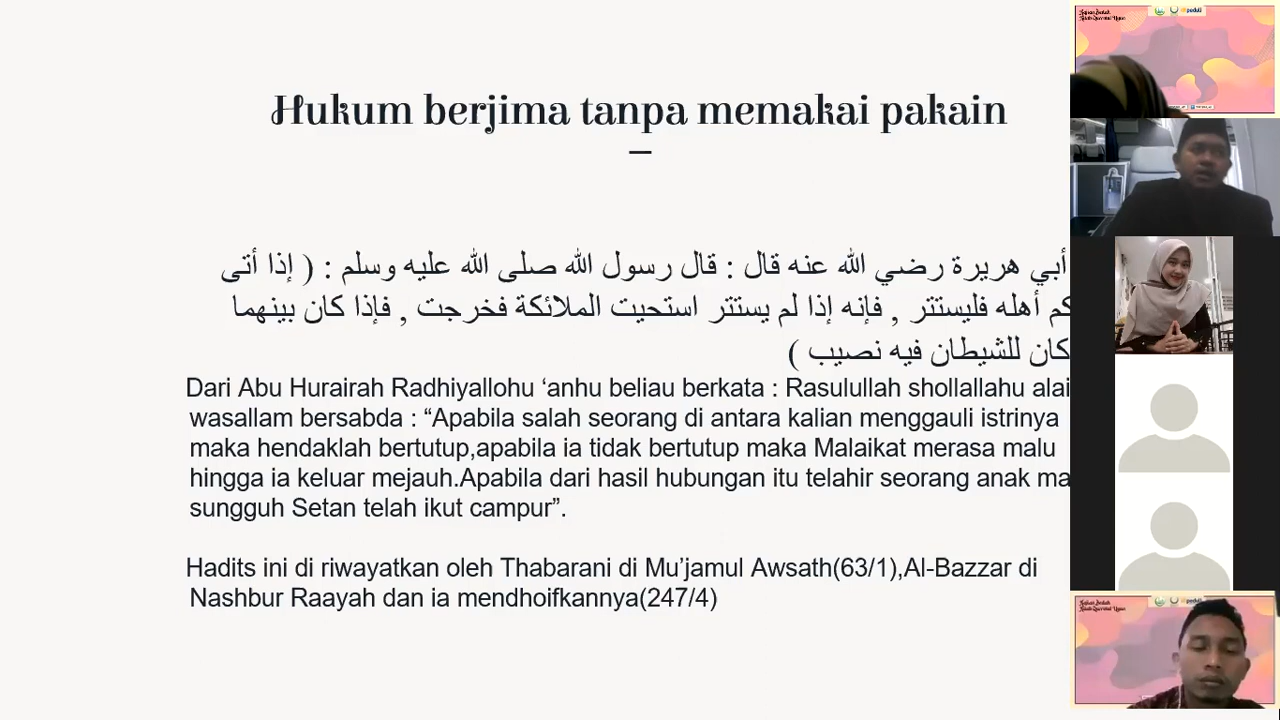 Hukum berjima tanpa memakai pakain
أبي هريرة رضي الله عنه قال : قال رسول الله صلى الله عليه وسلم : ( إذا أتى
كم أهله فليستتر , فإنه إذا لم يستتر استحيت الملائكة فخرجت , فإذا كان بينهما
كان للشيطان فيه نصيب )
Dari Abu Hurairah Radhiyallohu ‘anhu beliau berkata : Rasulullah shollallahu alai
wasallam bersabda : “Apabila salah seorang di antara kalian menggauli istrinya
maka hendaklah bertutup,apabila ia tidak bertutup maka Malaikat merasa malu
hingga ia keluar mejauh.Apabila dari hasil hubungan itu telahir seorang anak ma
sungguh Setan telah ikut campur”.
Hadits ini di riwayatkan oleh Thabarani di Mu’jamul Awsath(63/1),Al-Bazzar di
Nashbur Raayah dan ia mendhoifkannya(247/4)